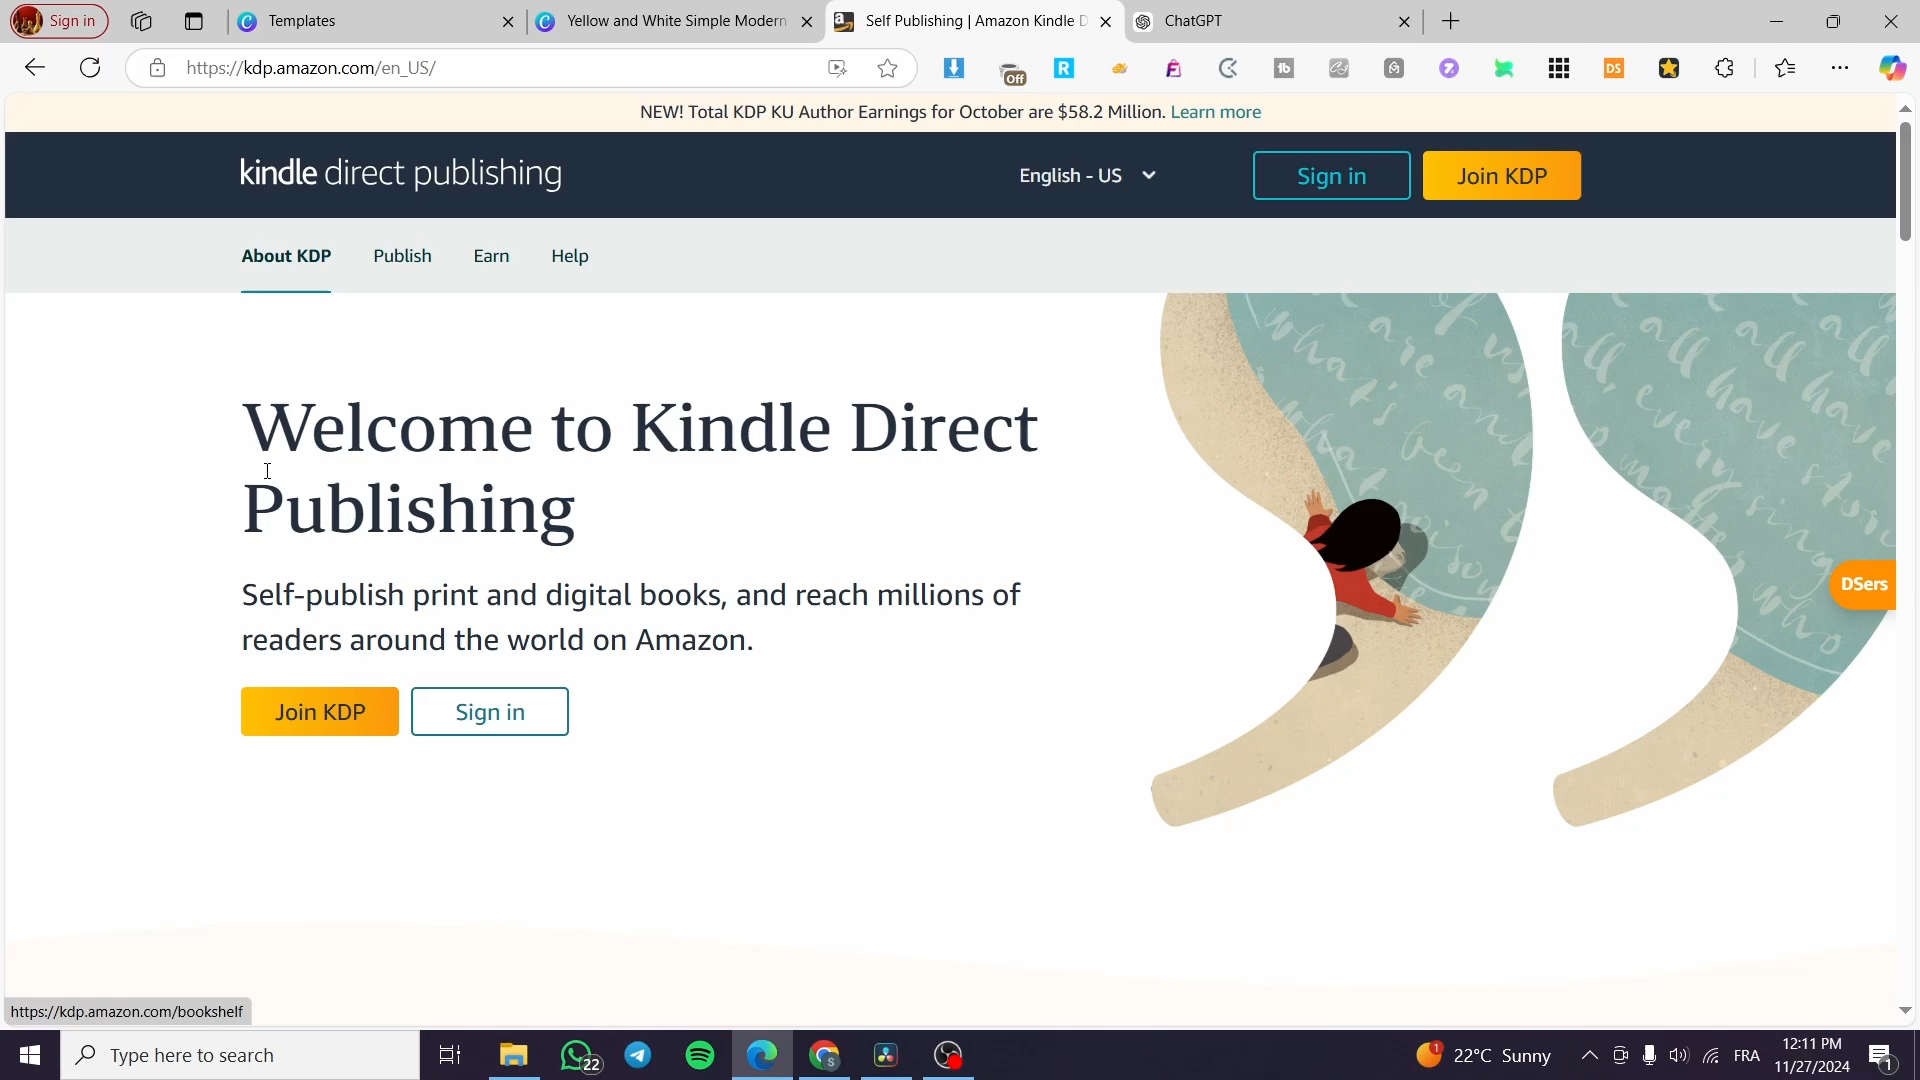 Sign in
Templates
Yellow and White Simple Modern
Self Publishing | Amazon Kindle D
ChatGPT
https://kdp.amazon.com/en_US/
Off
DS
NEW! Total KDP KU Author Earnings for October are $58.2 Million. Learn more
kindle direct publishing
English - US
Sign in
Join KDP
About KDP
Publish
Earn
Help
Welcome to Kindle Direct
Publishing
Self-publish print and digital books, and reach millions of
readers around the world on Amazon.
Join KDP
Sign in
DSers
https://kdp.amazon.com/bookshelf
Type here to search
22
1
22°C Sunny
FRA
12:11 PM
11/27/2024
1